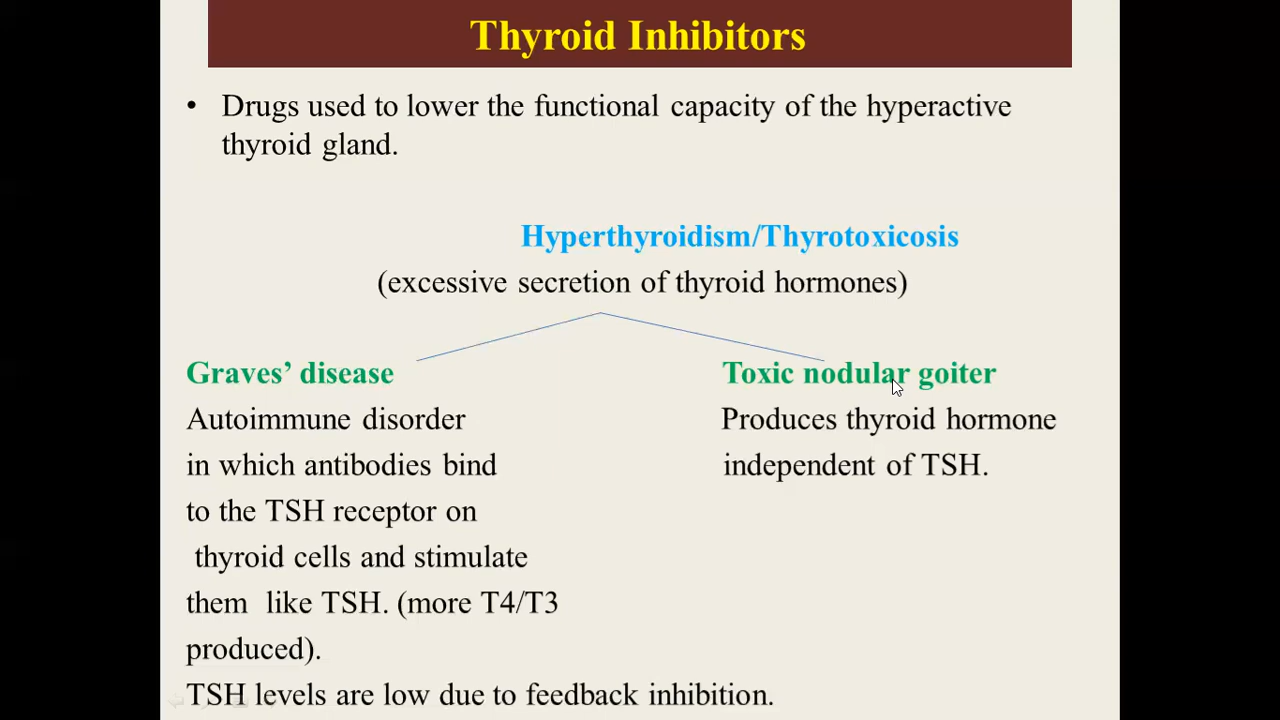 Thyroid Inhibitors
• Drugs used to lower the functional capacity of the hyperactive
thyroid gland.
Hyperthyroidism/Thyrotoxicosis
(excessive secretion of thyroid hormones)
Graves’ disease
Autoimmune disorder
in which antibodies bind
to the TSH receptor on
thyroid cells and stimulate
them like TSH. (more T4/T3
produced).
TSH levels are low due to feedback inhibition.
Toxic nodular goiter
Produces thyroid hormone
independent of TSH.